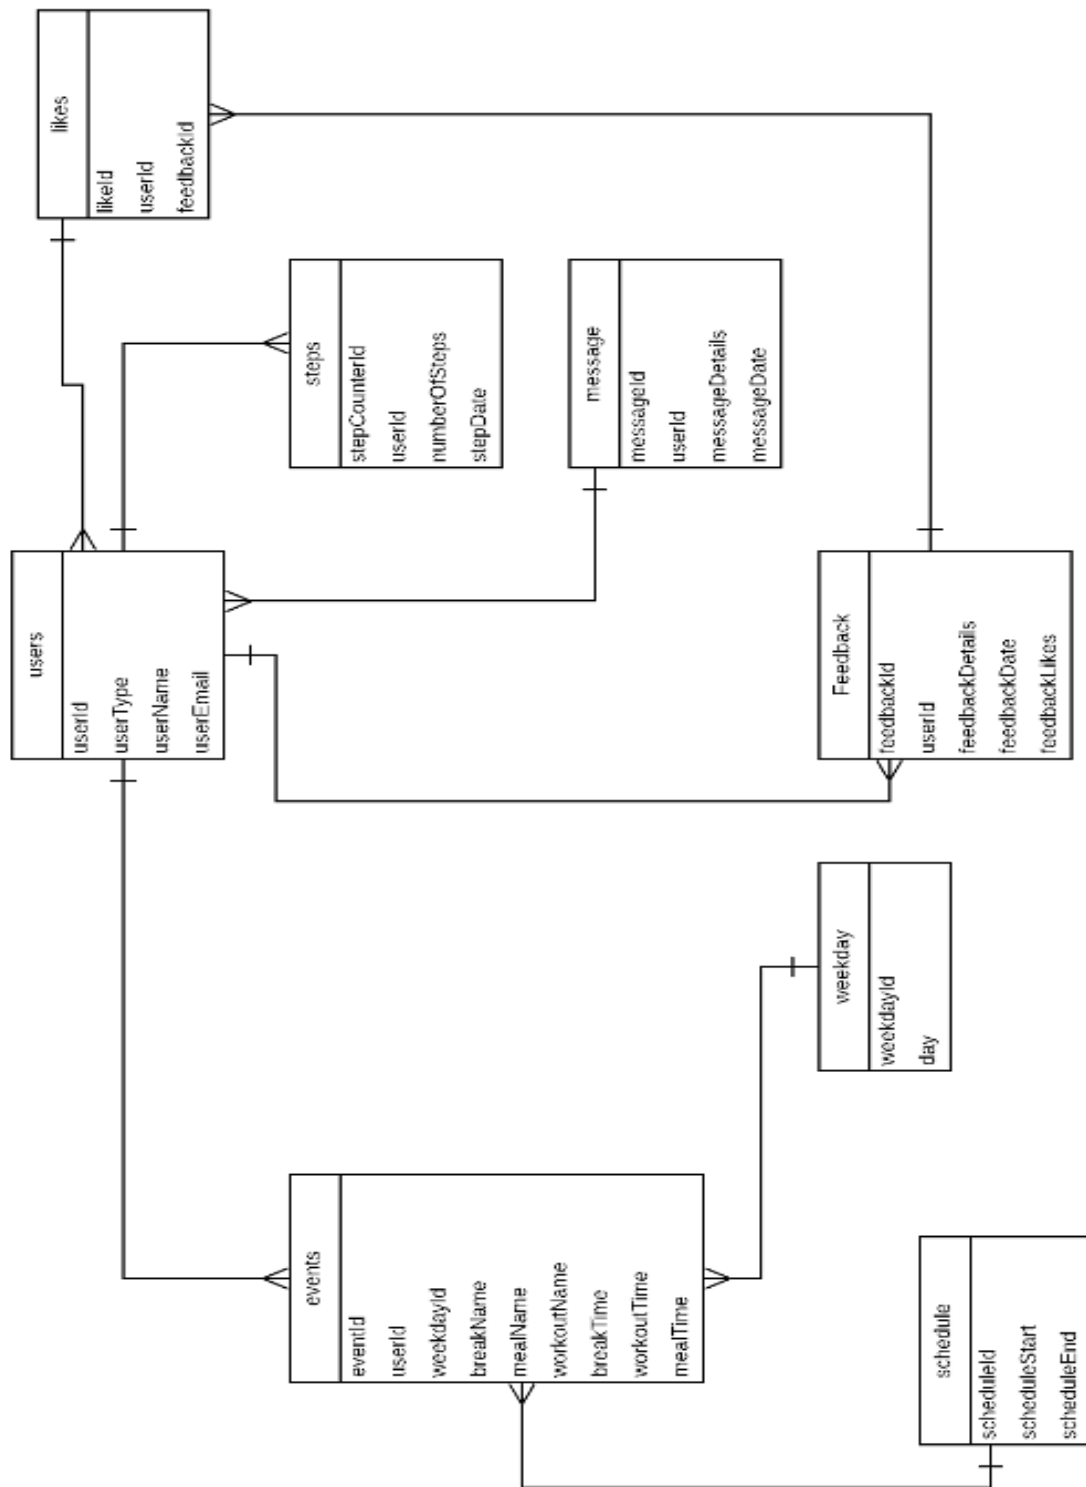 likes
likeId
userId
feedbackId
steps
stepCounterId
userId
numberOfSteps
stepDate
message
messageId
userId
messageDetails
messageDate
users
userId
userType
userName
userEmail
Feedback
feedbackId
userId
feedbackDetails
feedbackDate
feedbackLikes
weekday
weekdayId
day
events
eventId
userId
weekdayId
breakName
mealName
workoutName
breakTime
workoutTime
mealTime
schedule
scheduleId
scheduleStart
scheduleEnd